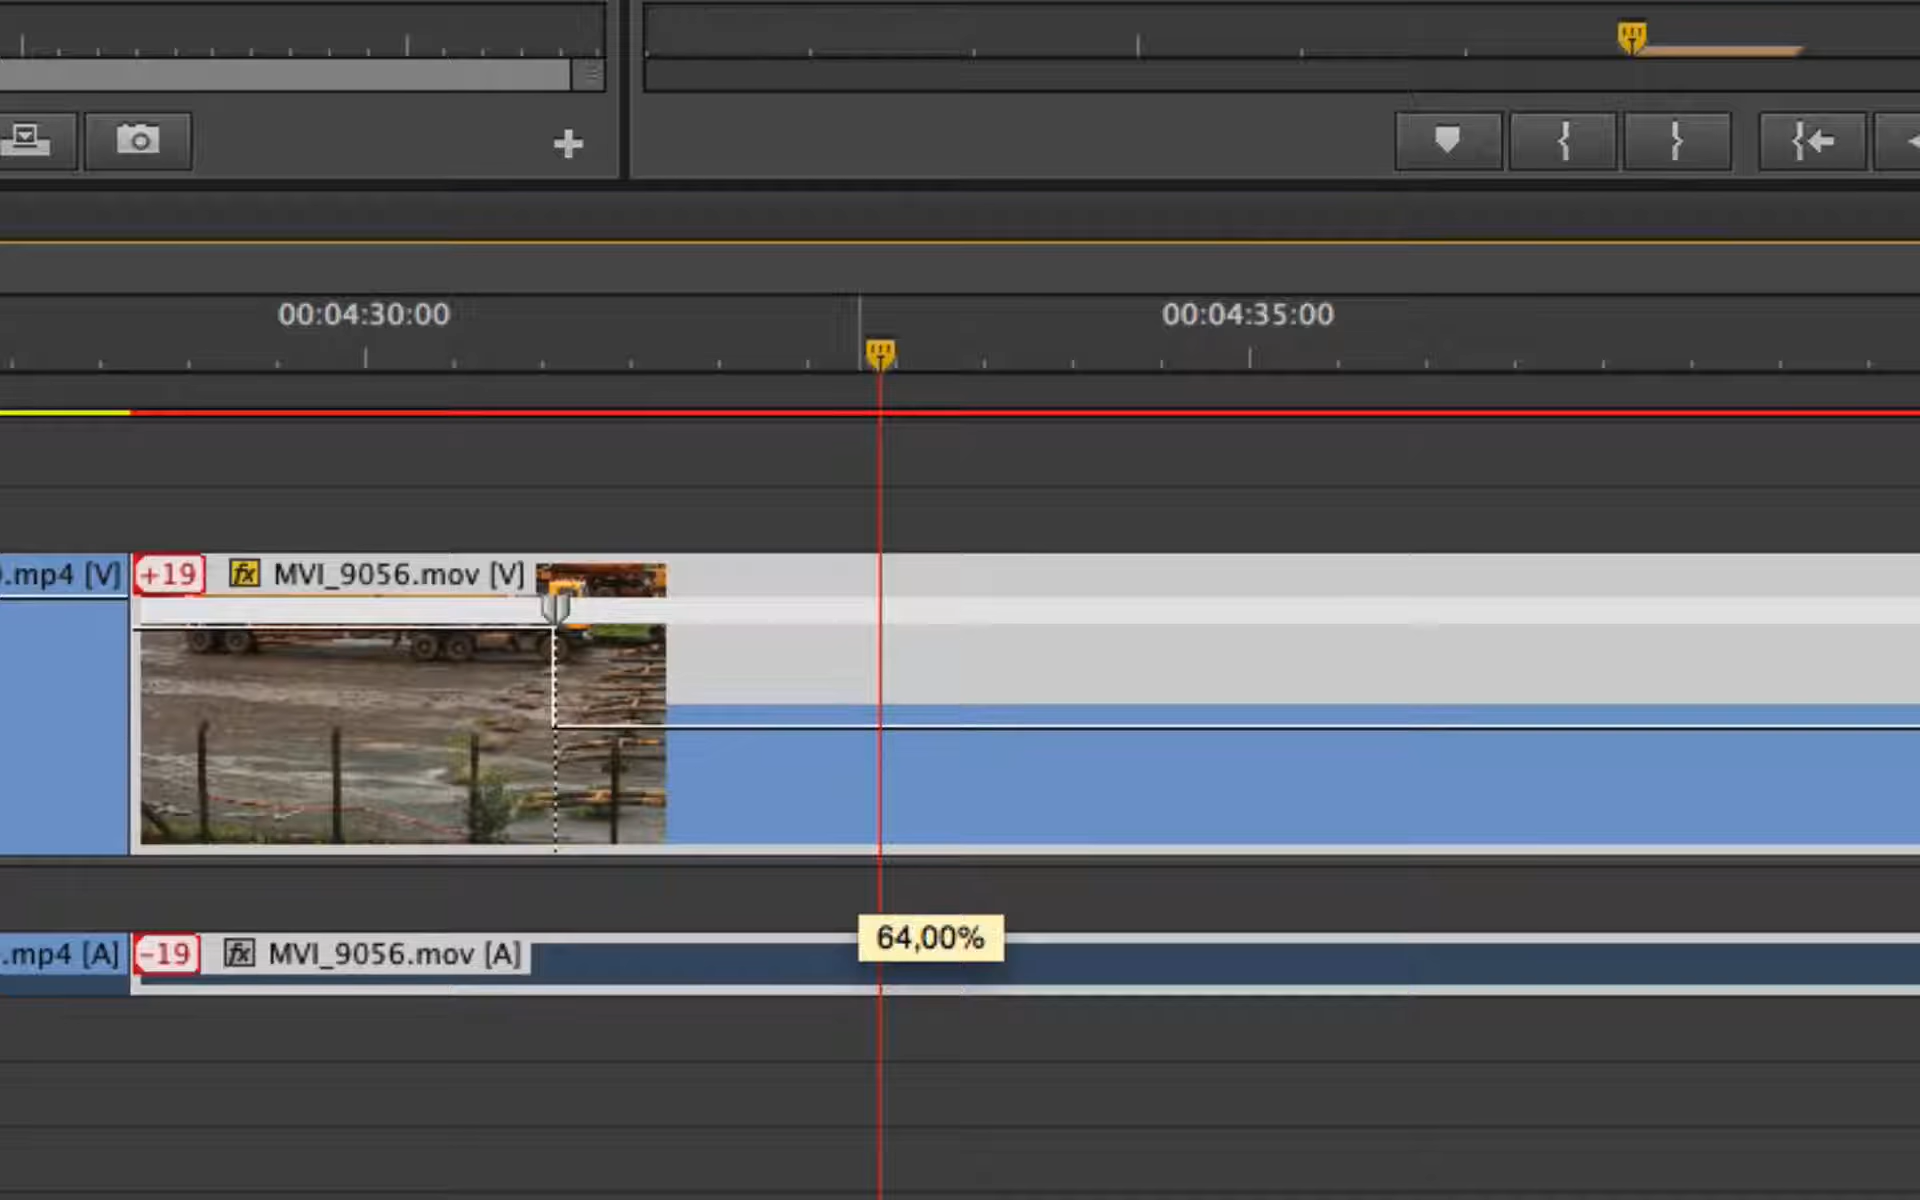 00:04:30:00 00:04:35:00
.mp4 [V] +19 fx MVI_9056.mov [V]
64,00%
.mp4 [A] -19 fx MVI_9056.mov [A]